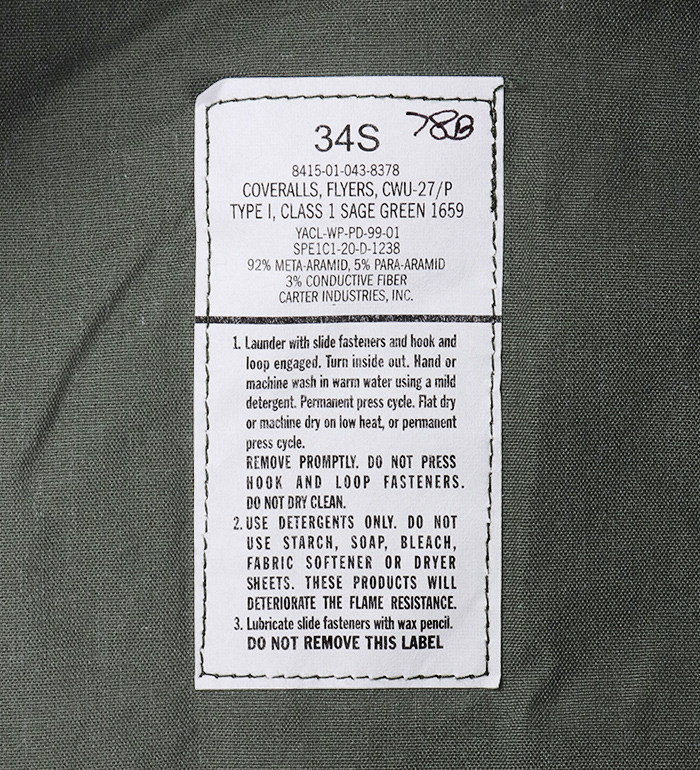 34S 78B
8415-01-043-8378
COVERALLS, FLYERS, CWU-27/P
TYPE I, CLASS 1 SAGE GREEN 1659
YACL-WP-PD-99-01
SPE1C1-20-D-1238
92% META-ARAMID, 5% PARA-ARAMID
3% CONDUCTIVE FIBER
CARTER INDUSTRIES, INC.
1. Launder with slide fasteners and hook and
loop engaged. Turn inside out. Hand or
machine wash in warm water using a mild
detergent. Permanent press cycle. Flat dry
or machine dry on low heat, or permanent
press cycle.
REMOVE PROMPTLY. DO NOT PRESS
HOOK AND LOOP FASTENERS.
DO NOT DRY CLEAN.
2. USE DETERGENTS ONLY. DO NOT
USE STARCH, SOAP, BLEACH,
FABRIC SOFTENER OR DRYER
SHEETS. THESE PRODUCTS WILL
DETERIORATE THE FLAME RESISTANCE.
3. Lubricate slide fasteners with wax pencil.
DO NOT REMOVE THIS LABEL